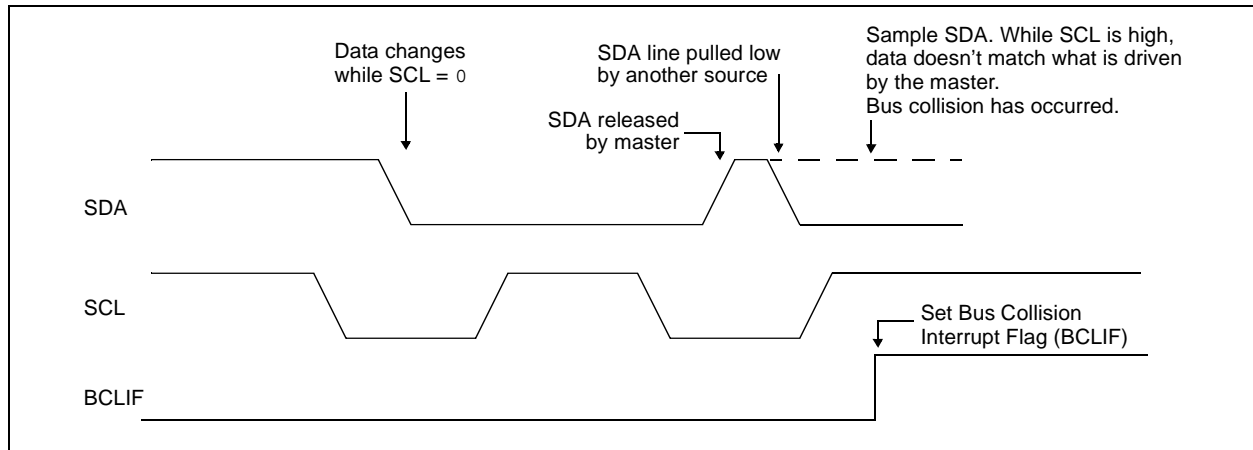 Data changes
while SCL = 0
SDA line pulled low
by another source
SDA released
by master
Sample SDA. While SCL is high,
data doesn't match what is driven
by the master.
Bus collision has occurred.
SDA
SCL
Set Bus Collision
Interrupt Flag (BCLIF)
BCLIF